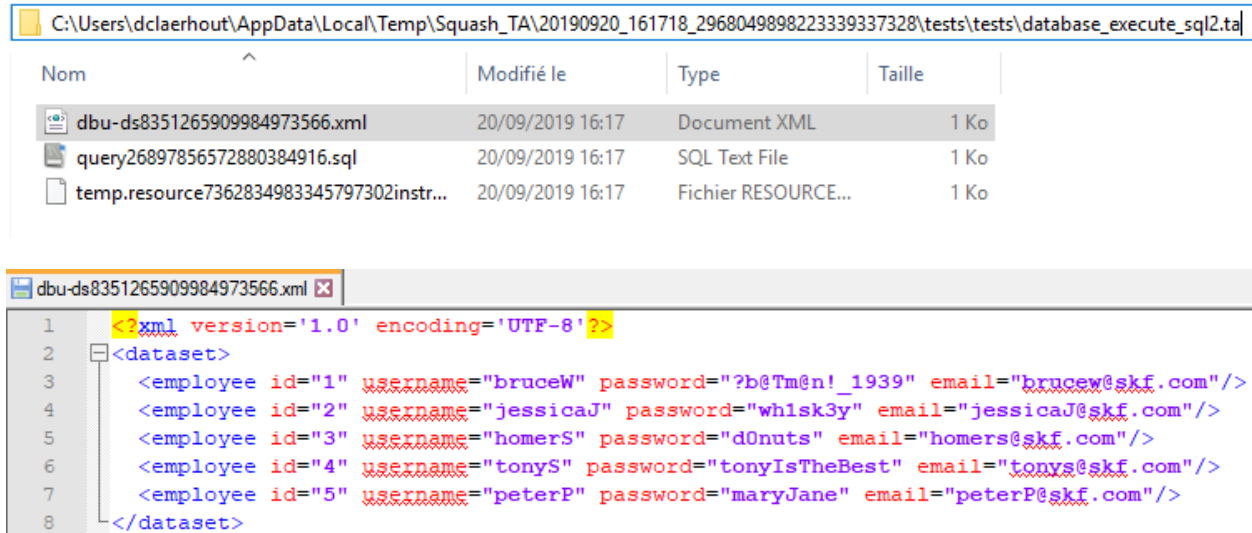 C:\Users\dclaerhout\AppData\Local\Temp\Squash_TA\20190920_161718_2968049898223339337328\tests\tests\database_execute_sql2.ta
Nom Modifié le Type Taille
dbu-ds8351265909984973566.xml 20/09/2019 16:17 Document XML 1 Ko
query26897856572880384916.sql 20/09/2019 16:17 SQL Text File 1 Ko
temp.resource7362834983345797302instr... 20/09/2019 16:17 Fichier RESOURCE... 1 Ko
dbu-ds8351265909984973566.xml
1 <?xml version='1.0' encoding='UTF-8'?>
2 <dataset>
3 <employee id="1" username="bruceW" password="?b@Tm@n!_1939" email="brucew@skf.com"/>
4 <employee id="2" username="jessicaJ" password="wh1sk3y" email="jessicaJ@skf.com"/>
5 <employee id="3" username="homerS" password="d0nuts" email="homers@skf.com"/>
6 <employee id="4" username="tonyS" password="tonyIsTheBest" email="tonys@skf.com"/>
7 <employee id="5" username="peterP" password="maryJane" email="peterP@skf.com"/>
8 </dataset>